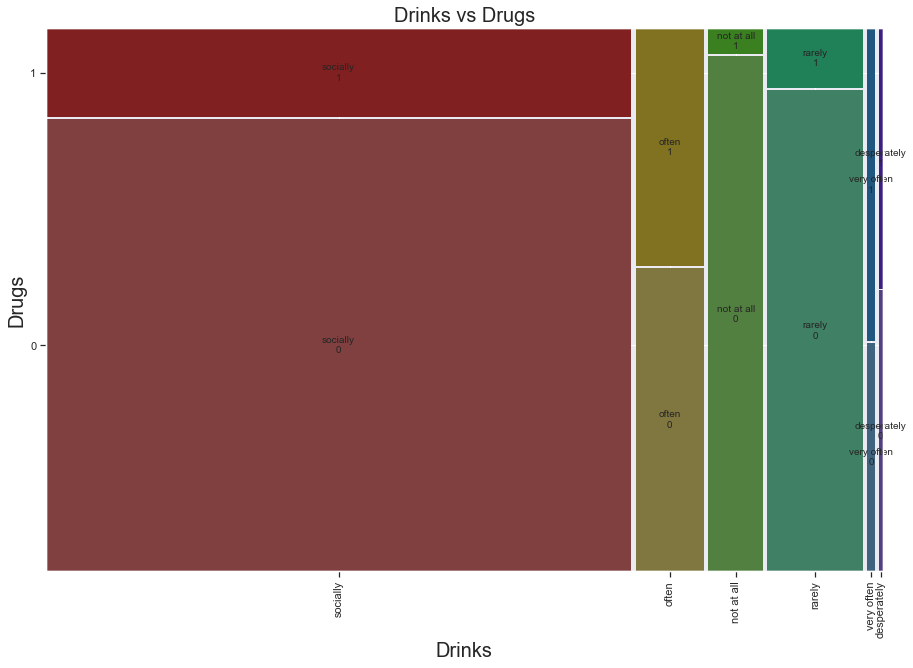 Drinks vs Drugs
not at all
1
rarely
1
socially
1
1
often
1
desperately
very often
1
not at all
0
rarely
0
socially
0
0
often
0
desperately
0
very often
0
Drugs
socially
often
not at all
rarely
very often
desperately
Drinks